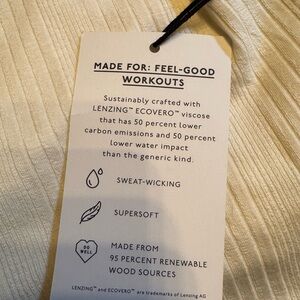 MADE FOR: FEEL-GOOD
WORKOUTS
Sustainably crafted with
LENZING™ ECOVERO™ viscose
that has 50 percent lower
carbon emissions and 50 percent
lower water impact
than the generic kind.
SWEAT-WICKING
SUPERSOFT
DO
WELL
MADE FROM
95 PERCENT RENEWABLE
WOOD SOURCES
LENZING™ and ECOVERO™ are trademarks of Lenzing AG